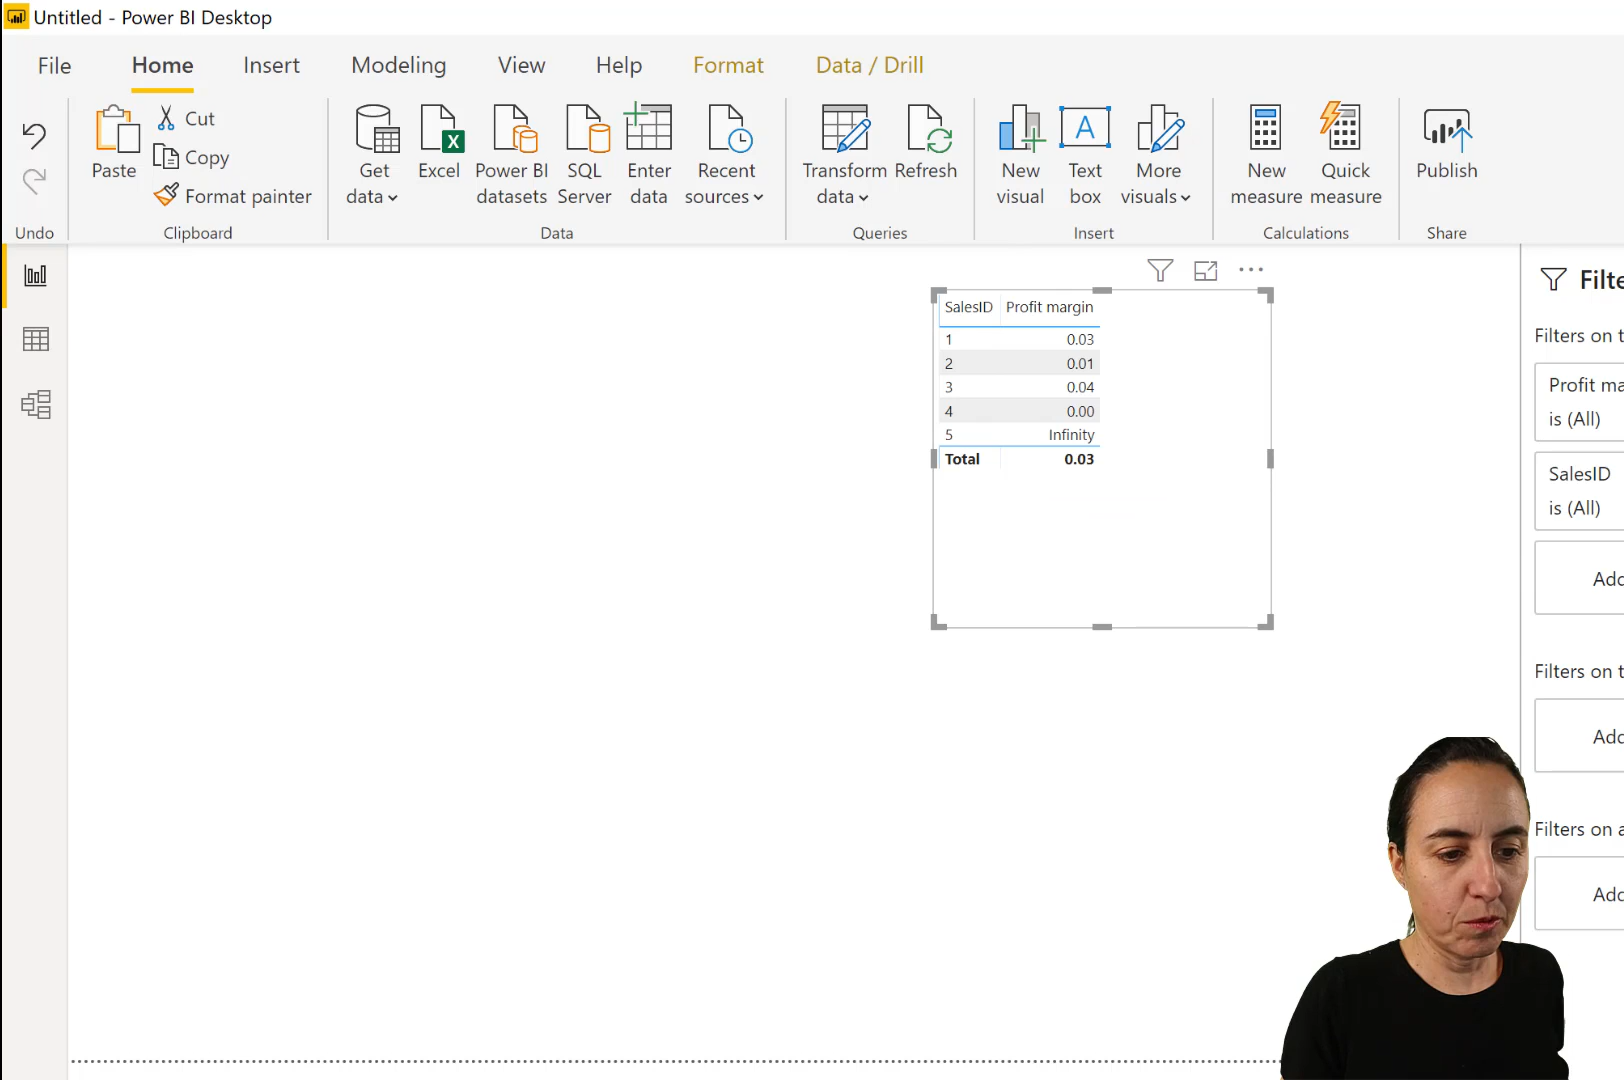 Untitled - Power BI Desktop
File Home Insert Modeling View Help Format Data / Drill
Paste
Cut
Copy
Format painter
Get data
Excel
Power BI datasets
SQL Server
Enter data
Recent sources
Transform data
Refresh
New visual
A
Text box
More visuals
New measure
Quick measure
Publish
Undo Clipboard Data Queries Insert Calculations Share
SalesID Profit margin
1 0.03
2 0.01
3 0.04
4 0.00
5 Infinity
Total 0.03
Filte
Filters on t
Profit ma
is (All)
SalesID
is (All)
Add
Filters on t
Add
Filters on a
Add